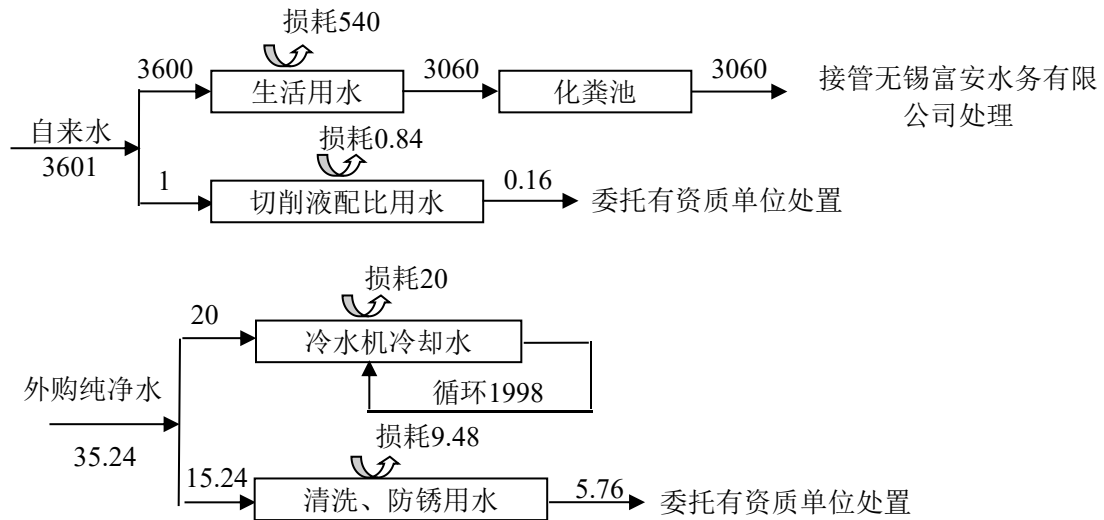 损耗540
3600
生活用水
3060
化粪池
3060
接管无锡富安水务有限
公司处理
自来水
3601
损耗0.84
1
切削液配比用水
0.16
委托有资质单位处置
损耗20
20
冷水机冷却水
循环1998
外购纯净水
35.24
损耗9.48
15.24
清洗、防锈用水
5.76
委托有资质单位处置